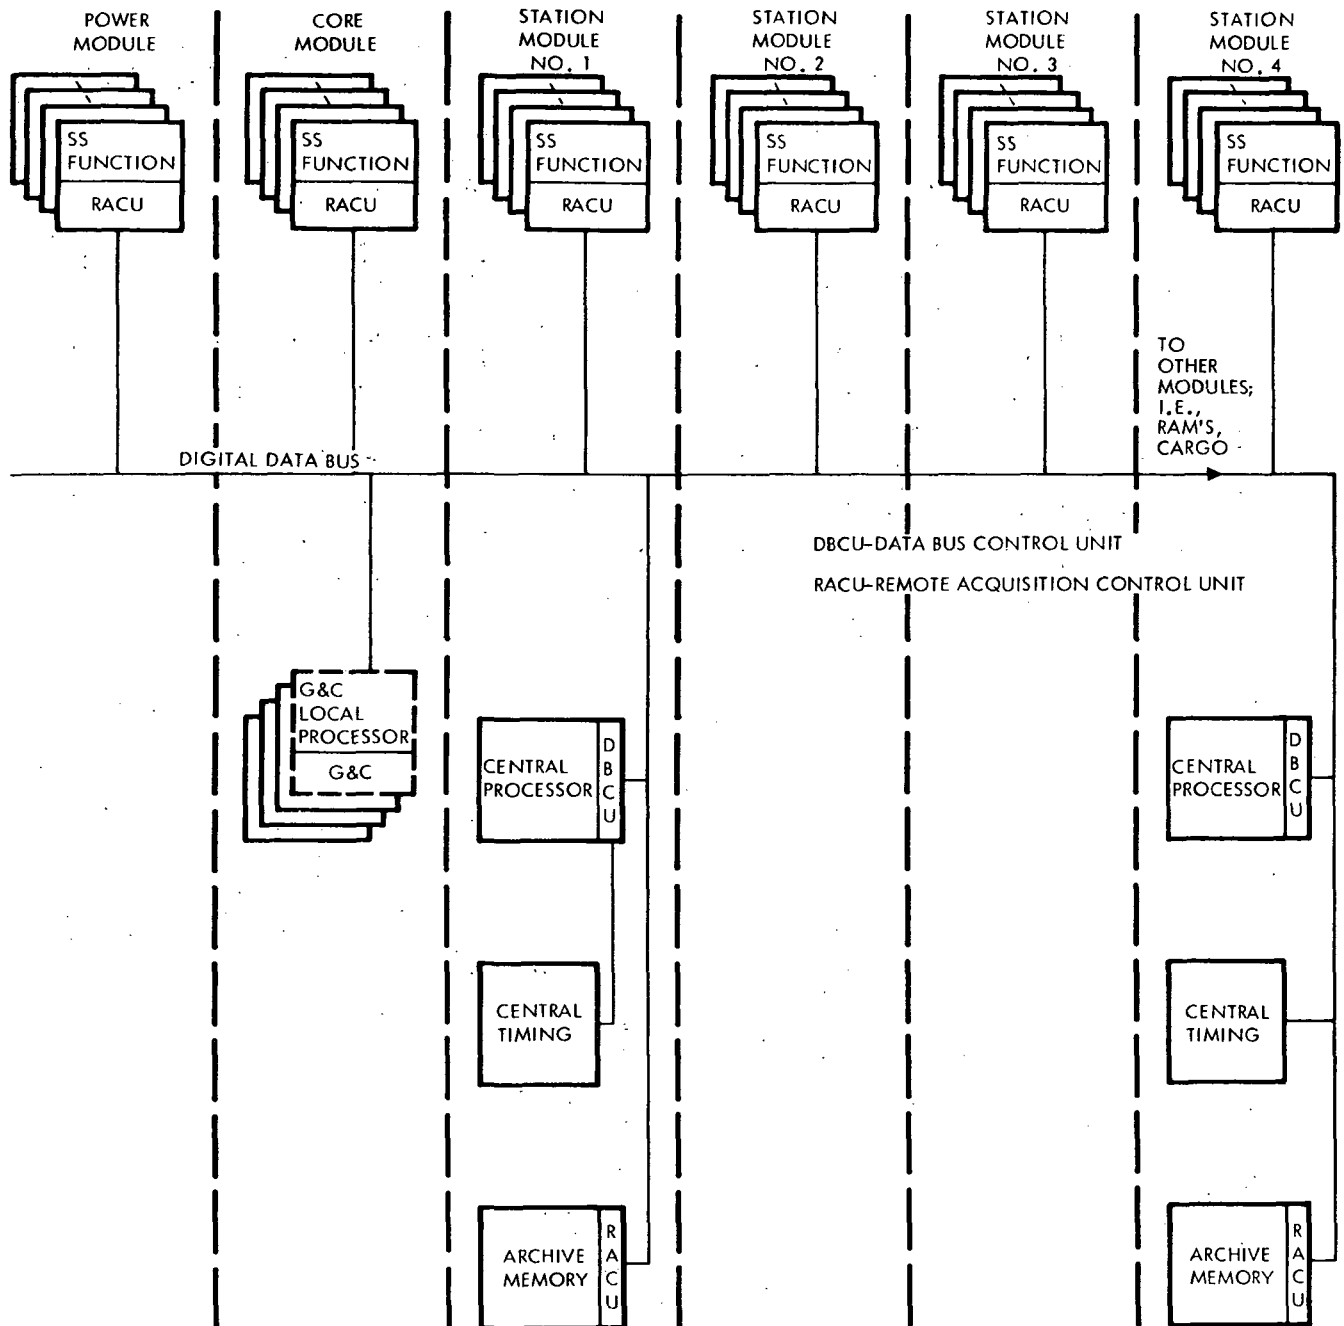 POWER
MODULE
CORE
MODULE
STATION
MODULE
NO. 1
STATION
MODULE
NO. 2
STATION
MODULE
NO. 3
STATION
MODULE
NO. 4
SS
FUNCTION
RACU
SS
FUNCTION
RACU
SS
FUNCTION
RACU
SS
FUNCTION
RACU
SS
FUNCTION
RACU
SS
FUNCTION
RACU
TO
OTHER
MODULES;
I.E.,
RAM'S,
CARGO
DIGITAL DATA BUS
DBCU-DATA BUS CONTROL UNIT
RACU-REMOTE ACQUISITION CONTROL UNIT
G&C
LOCAL
PROCESSOR
G&C
CENTRAL
PROCESSOR
DBCU
CENTRAL
PROCESSOR
DBCU
CENTRAL
TIMING
CENTRAL
TIMING
ARCHIVE
MEMORY
RACU
ARCHIVE
MEMORY
RACU